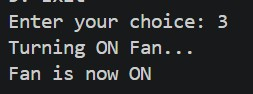 Enter your choice: 3
Turning ON Fan...
Fan is now ON